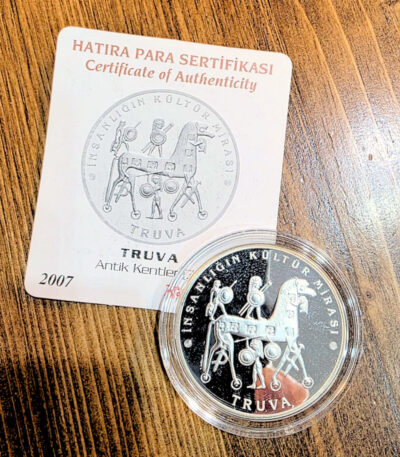 HATIRA PARA SERTİFİKASI
Certificate of Authenticity
İNSANLIĞIN KÜLTÜR MİRASI
TRUVA
TRUVA
Antik Kentler
2007
İNSANLIĞIN KÜLTÜR MİRASI
TRUVA